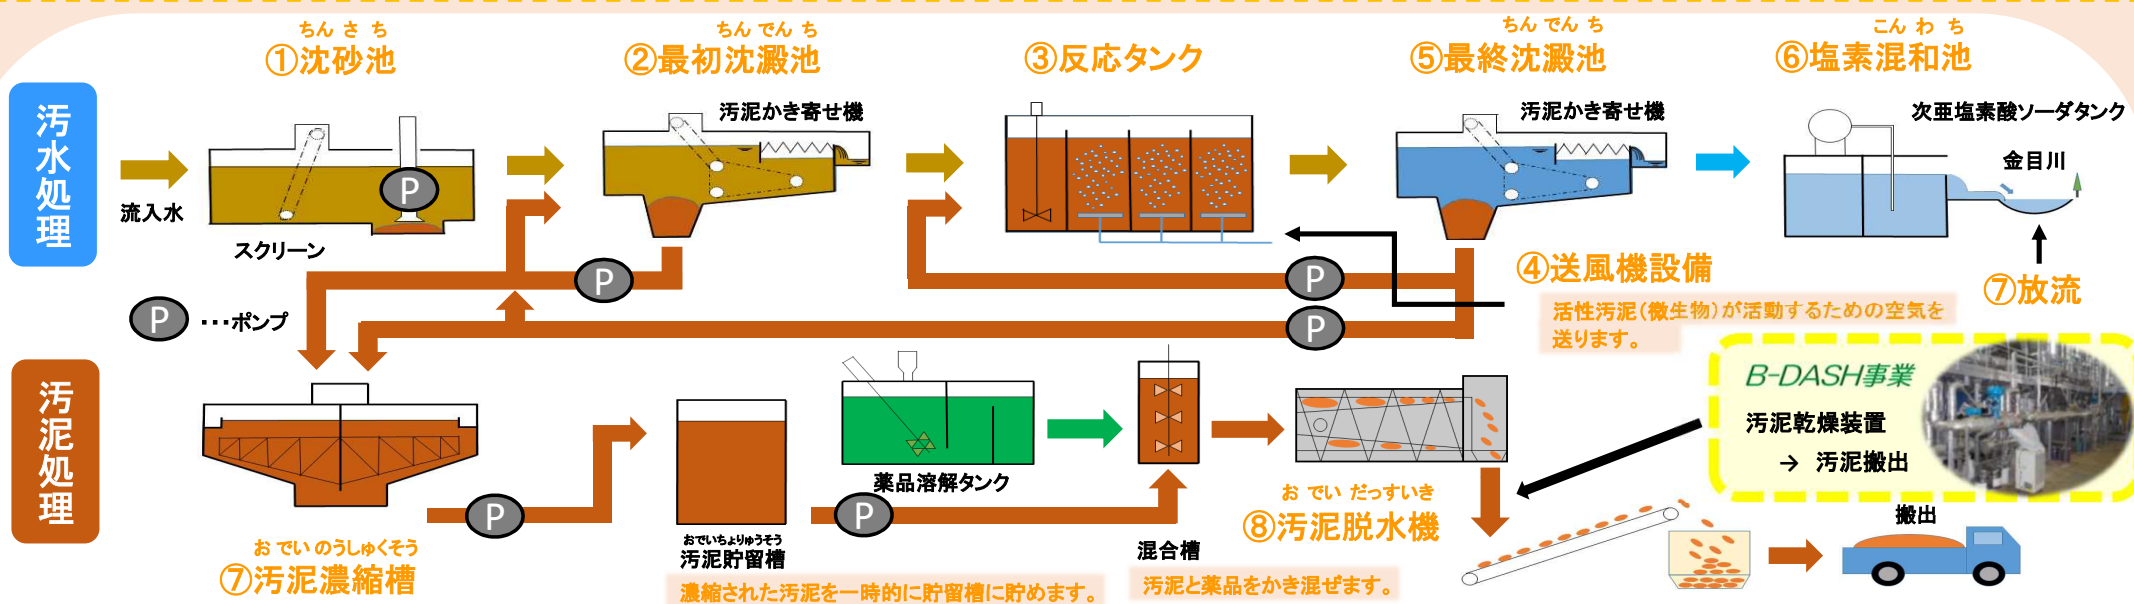 ちん さ ち
①沈砂池
ちん でん ち
②最初沈澱池
③反応タンク
ちん でん ち
⑤最終沈澱池
こん わ ち
⑥塩素混和池
汚水処理
流入水
スクリーン
P
汚泥かき寄せ機
汚泥かき寄せ機
次亜塩素酸ソーダタンク
金目川
⑦放流
④送風機設備
活性汚泥(微生物)が活動するための空気を
送ります。
P
P
P
P …ポンプ
汚泥処理
お でい のうしゅくそう
⑦汚泥濃縮槽
P
おでいちょりゅうそう
汚泥貯留槽
濃縮された汚泥を一時的に貯留槽に貯めます。
薬品溶解タンク
P
混合槽
汚泥と薬品をかき混ぜます。
お でい だっすいき
⑧汚泥脱水機
B-DASH事業
汚泥乾燥装置
→ 汚泥搬出
搬出